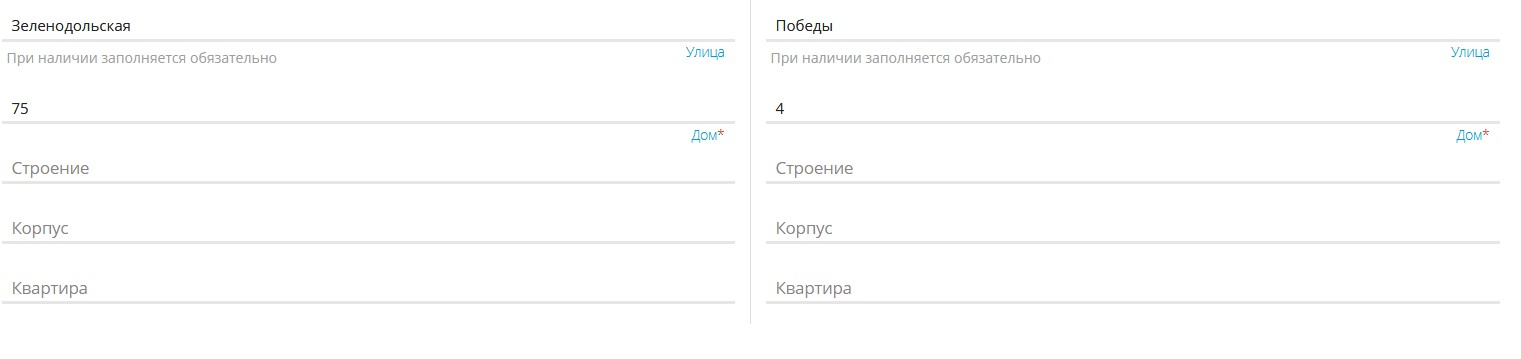 Зеленодольская
При наличии заполняется обязательно
Улица
75
Дом*
Строение
Корпус
Квартира
Победы
При наличии заполняется обязательно
Улица
4
Дом*
Строение
Корпус
Квартира